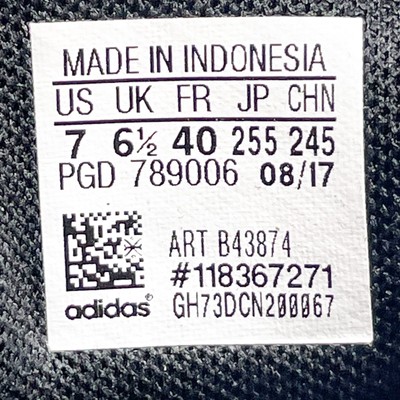 MADE IN INDONESIA
US UK FR JP CHN
7 6½ 40 255 245
PGD 789006 08/17
ART B43874
#118367271
adidas® GH73DCN200067